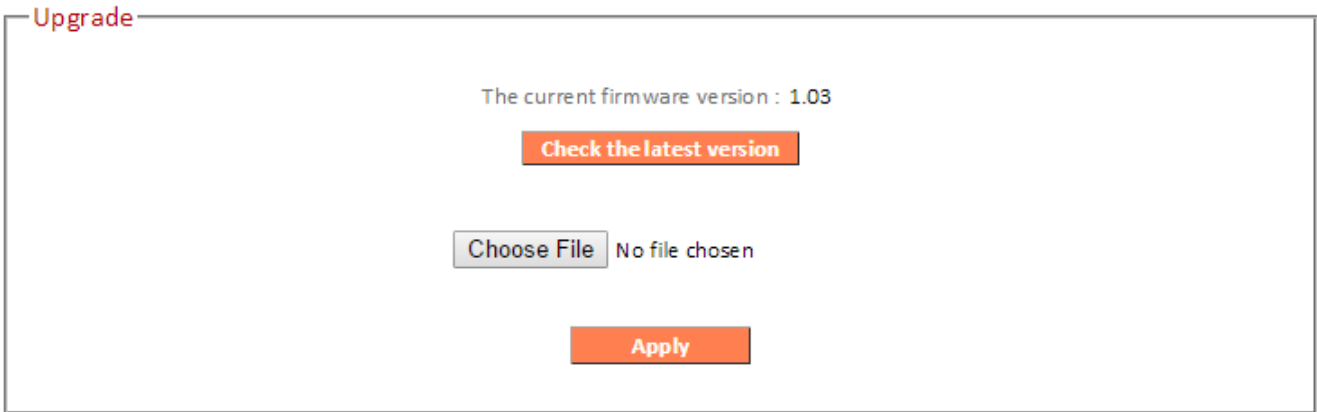 Upgrade
The current firmware version : 1.03
Check the latest version
Choose File No file chosen
Apply